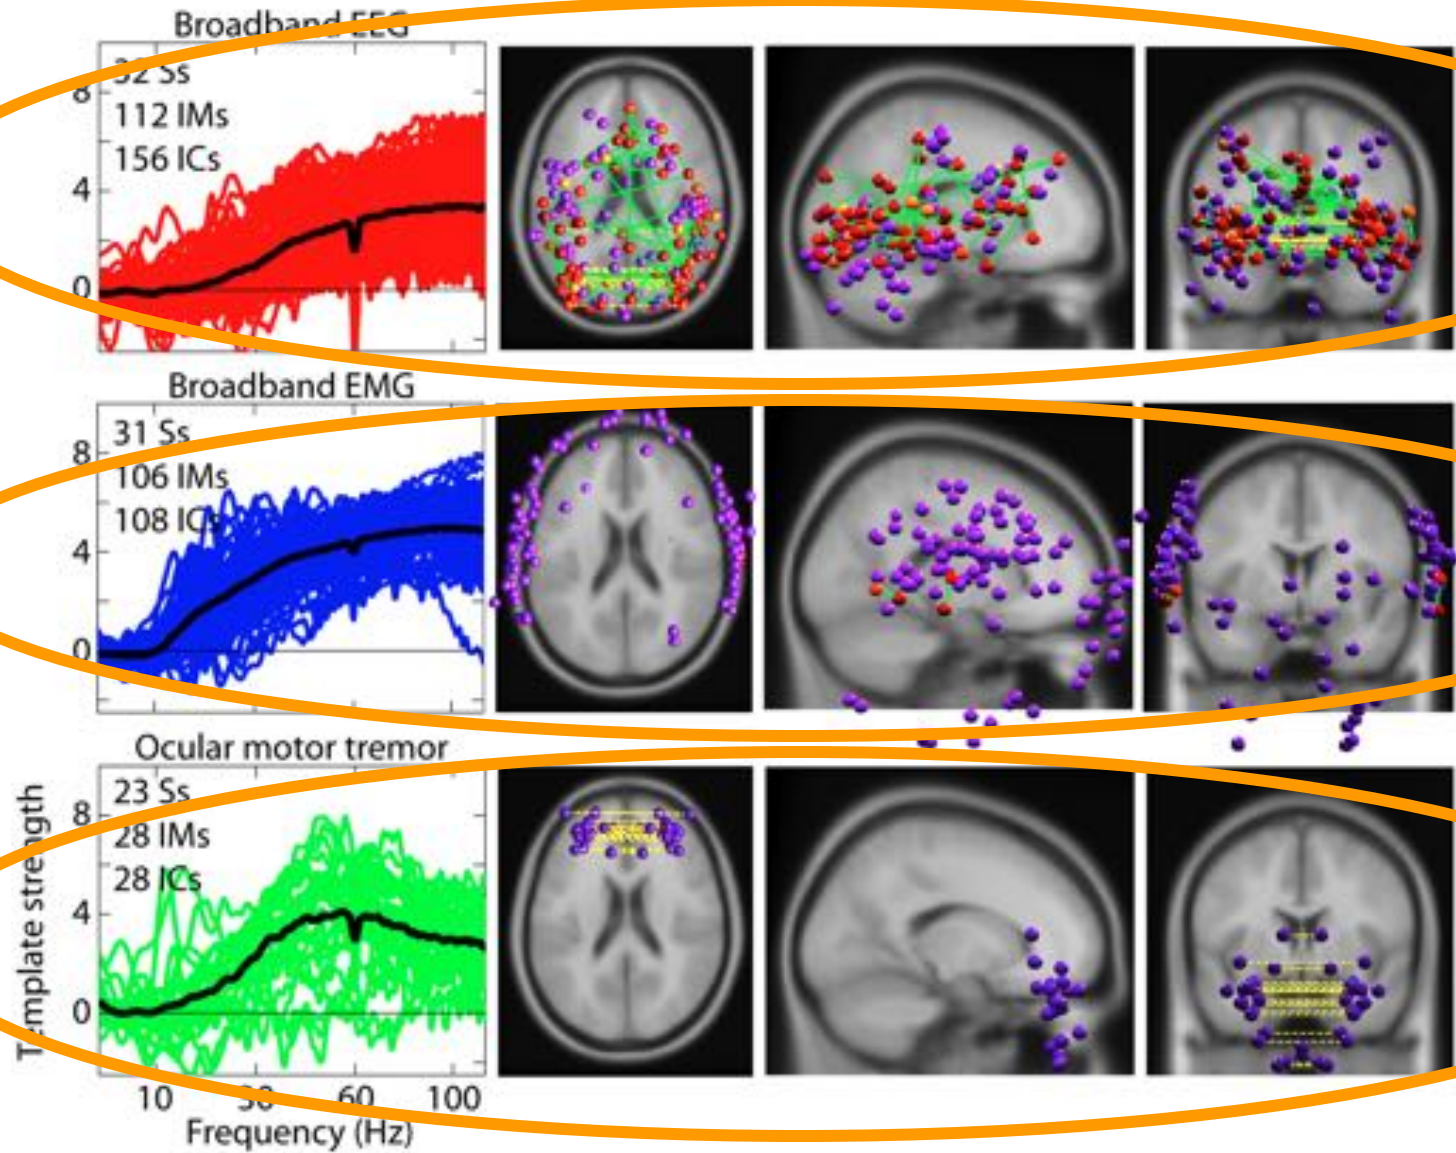 Broadband EEG
32 Ss
112 IMs
156 ICs
8
4
0
Broadband EMG
31 Ss
106 IMs
108 ICs
8
4
0
Ocular motor tremor
23 Ss
28 IMs
28 ICs
8
4
0
Template strength
10 30 60 100
Frequency (Hz)